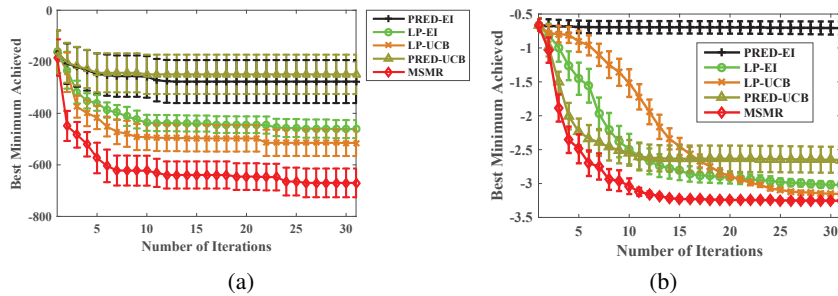 Best Minimum Achieved
0
-200
-400
-600
-800
5
10
15
20
25
30
Number of Iterations
PRED-EI
LP-EI
LP-UCB
PRED-UCB
MSMR
(a)
Best Minimum Achieved
-0.5
-1
-1.5
-2
-2.5
-3
-3.5
5
10
15
20
25
30
Number of Iterations
PRED-EI
LP-EI
LP-UCB
PRED-UCB
MSMR
(b)